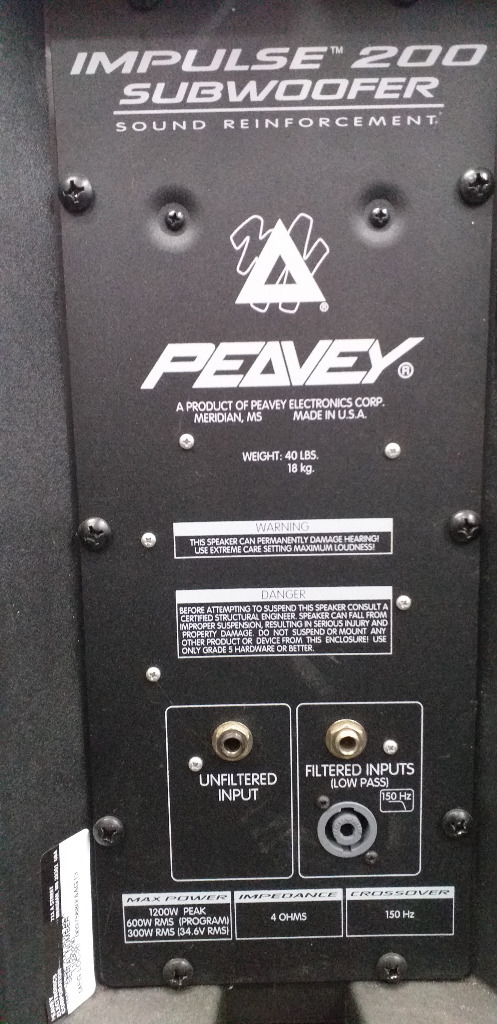 IMPULSE™ 200
SUBWOOFER
SOUND REINFORCEMENT
PEAVEY®
A PRODUCT OF PEAVEY ELECTRONICS CORP.
MERIDIAN, MS MADE IN U.S.A.
WEIGHT: 40 LBS.
18 kg.
WARNING
THIS SPEAKER CAN PERMANENTLY DAMAGE HEARING!
USE EXTREME CARE SETTING MAXIMUM LOUDNESS!
DANGER
BEFORE ATTEMPTING TO SUSPEND THIS SPEAKER CONSULT A
CERTIFIED STRUCTURAL ENGINEER. SPEAKER CAN FALL FROM
IMPROPER SUSPENSION, RESULTING IN SERIOUS INJURY AND
PROPERTY DAMAGE. DO NOT SUSPEND OR MOUNT ANY
OTHER PRODUCT OR DEVICE FROM THIS ENCLOSURE! USE
ONLY GRADE 5 HARDWARE OR BETTER.
UNFILTERED
INPUT
FILTERED INPUTS
(LOW PASS)
150 Hz
MAX POWER
1200W PEAK
600W RMS (PROGRAM)
300W RMS (34.6V RMS)
IMPEDANCE
4 OHMS
CROSSOVER
150 Hz
PEAVEY
ELECTRONICS
CORPORATION